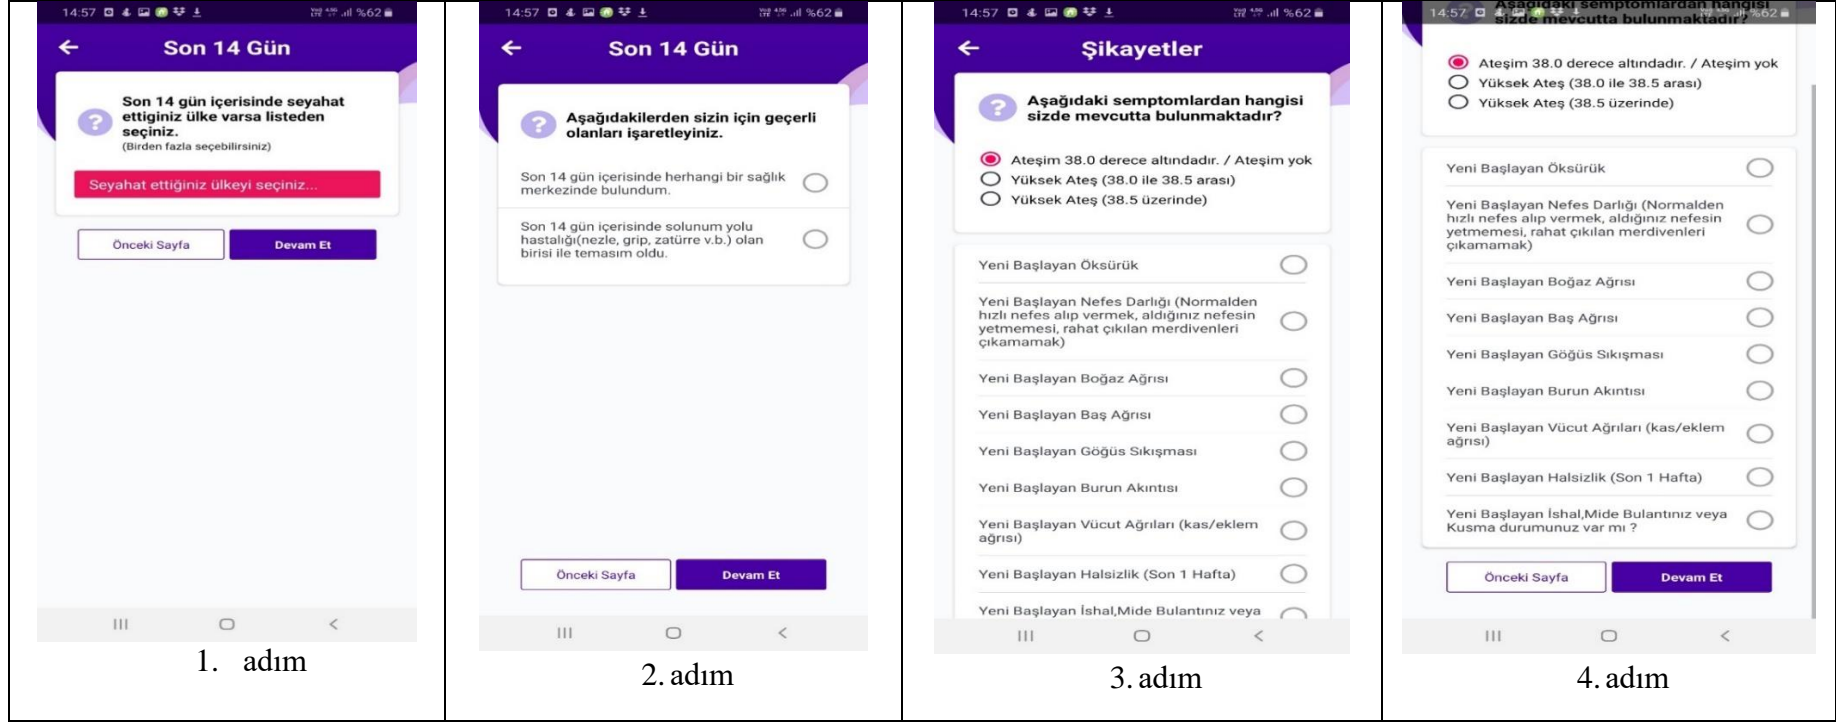 14:57
%62
Son 14 Gün
Son 14 gün içerisinde seyahat
ettiginiz ülke varsa listeden
seçiniz.
(Birden fazla seçebilirsiniz)
Seyahat ettiğiniz ülkeyi seçiniz...
Önceki Sayfa
Devam Et
1. adım
14:57
%62
Son 14 Gün
Aşağıdakilerden sizin için geçerli
olanları işaretleyiniz.
Son 14 gün içerisinde herhangi bir sağlık
merkezinde bulundum.
Son 14 gün içerisinde solunum yolu
hastalığı(nezle, grip, zatürre v.b.) olan
birisi ile temasım oldu.
Önceki Sayfa
Devam Et
2. adım
14:57
%62
Şikayetler
Aşağıdaki semptomlardan hangisi
sizde mevcutta bulunmaktadır?
Ateşim 38.0 derece altındadır. / Ateşim yok
Yüksek Ateş (38.0 ile 38.5 arası)
Yüksek Ateş (38.5 üzerinde)
Yeni Başlayan Öksürük
Yeni Başlayan Nefes Darlığı (Normalden
hızlı nefes alıp vermek, aldığınız nefesin
yetmemesi, rahat çıkılan merdivenleri
çıkamamak)
Yeni Başlayan Boğaz Ağrısı
Yeni Başlayan Baş Ağrısı
Yeni Başlayan Göğüs Sıkışması
Yeni Başlayan Burun Akıntısı
Yeni Başlayan Vücut Ağrıları (kas/eklem
ağrısı)
Yeni Başlayan Halsizlik (Son 1 Hafta)
Yeni Başlayan İshal,Mide Bulantınız veya
3. adım
14:57
%62
Aşağıdaki semptomlardan hangisi
sizde mevcutta bulunmaktadır?
Ateşim 38.0 derece altındadır. / Ateşim yok
Yüksek Ateş (38.0 ile 38.5 arası)
Yüksek Ateş (38.5 üzerinde)
Yeni Başlayan Öksürük
Yeni Başlayan Nefes Darlığı (Normalden
hızlı nefes alıp vermek, aldığınız nefesin
yetmemesi, rahat çıkılan merdivenleri
çıkamamak)
Yeni Başlayan Boğaz Ağrısı
Yeni Başlayan Baş Ağrısı
Yeni Başlayan Göğüs Sıkışması
Yeni Başlayan Burun Akıntısı
Yeni Başlayan Vücut Ağrıları (kas/eklem
ağrısı)
Yeni Başlayan Halsizlik (Son 1 Hafta)
Yeni Başlayan İshal,Mide Bulantınız veya
Kusma durumunuz var mı ?
Önceki Sayfa
Devam Et
4. adım